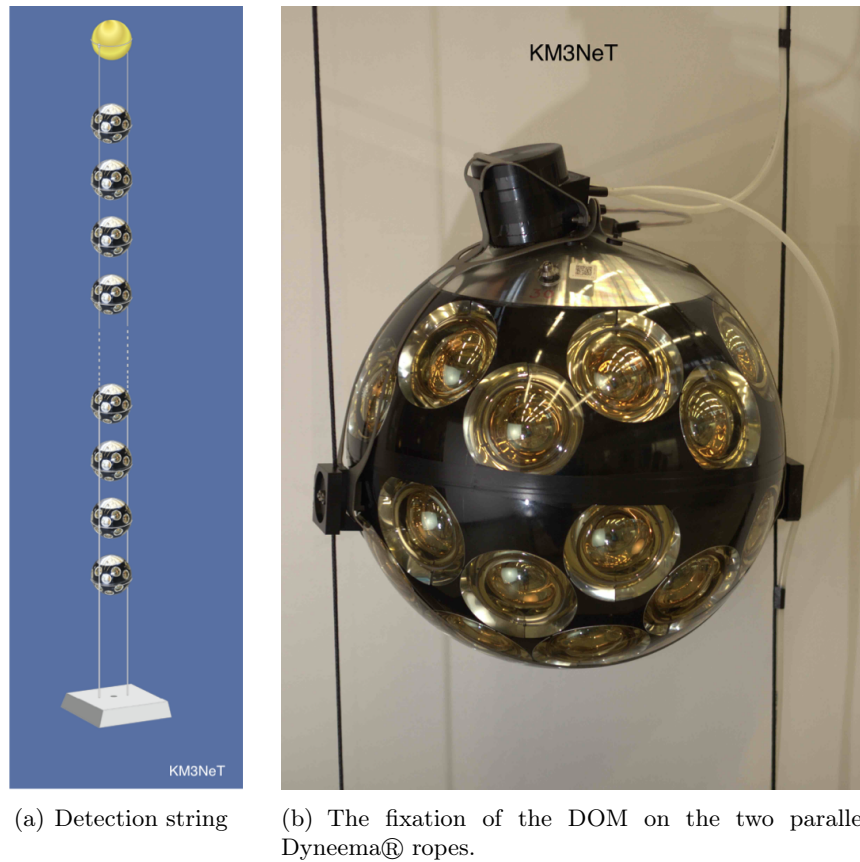 KM3NeT
KM3NeT
(a) Detection string
(b) The fixation of the DOM on the two paralle
Dyneema® ropes.